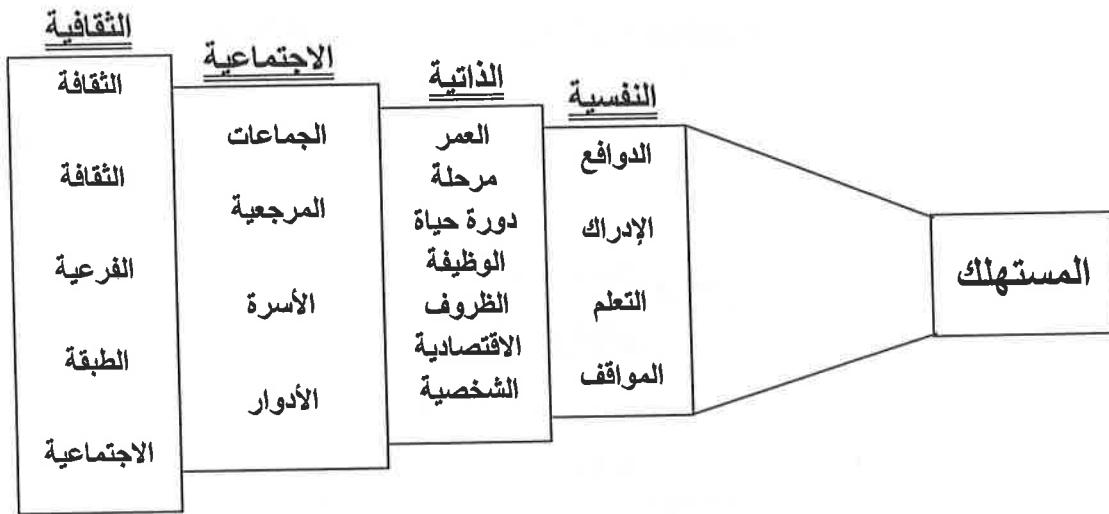 الثقافية
الثقافة
الثقافة
الفرعية
الطبقة
الاجتماعية
الاجتماعية
الجماعات
المرجعية
الأسرة
الأدوار
الذاتية
العمر
مرحلة
دورة حياة
الوظيفة
الظروف
الاقتصادية
الشخصية
النفسية
الدوافع
الإدراك
التعلم
المواقف
المستهلك